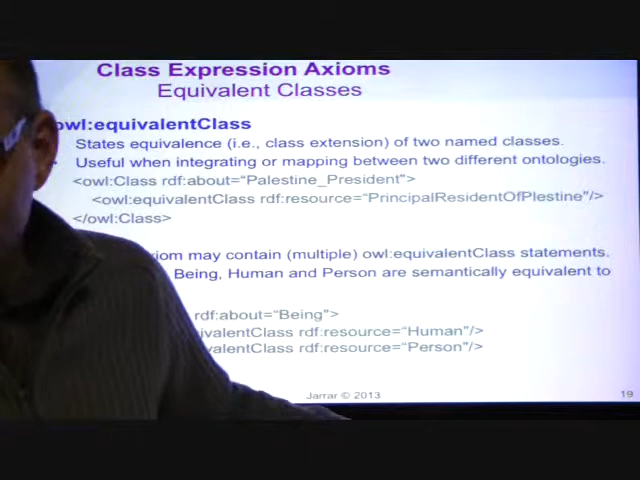 Class Expression Axioms
Equivalent Classes
owl:equivalentClass
States equivalence (i.e., class extension) of two named classes.
Useful when integrating or mapping between two different ontologies.
<owl:Class rdf:about=“Palestine_President">
<owl:equivalentClass rdf:resource=“PrincipalResidentOfPlestine"/>
</owl:Class>
may contain (multiple) owl:equivalentClass statements.
Being, Human and Person are semantically equivalent to
rdf:about=“Being">
rdf:resource=“Human"/>
rdf:resource=“Person"/>
Jarrar © 2013
19